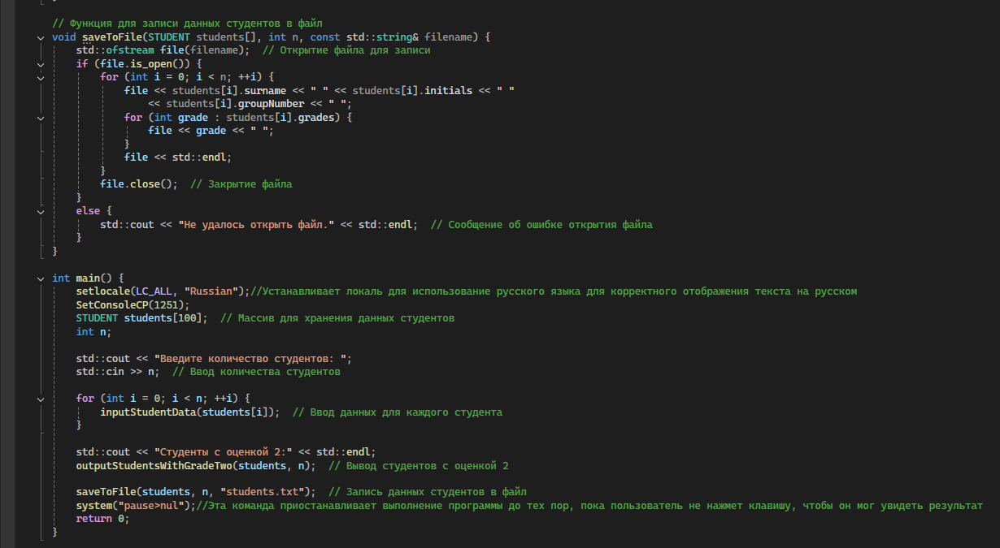 // Функция для записи данных студентов в файл
void saveToFile(STUDENT students[], int n, const std::string& filename) {
    std::ofstream file(filename);  // Открытие файла для записи
    if (file.is_open()) {
        for (int i = 0; i < n; ++i) {
            file << students[i].surname << " " << students[i].initials << " "
                << students[i].groupNumber << " ";
            for (int grade : students[i].grades) {
                file << grade << " ";
            }
            file << std::endl;
        }
        file.close();  // Закрытие файла
    }
    else {
        std::cout << "Не удалось открыть файл." << std::endl;  // Сообщение об ошибке открытия файла
    }
}

int main() {
    setlocale(LC_ALL, "Russian");//Устанавливает локаль для использование русского языка для корректного отображения текста на русском
    SetConsoleCP(1251);
    STUDENT students[100];  // Массив для хранения данных студентов
    int n;

    std::cout << "Введите количество студентов: ";
    std::cin >> n;  // Ввод количества студентов

    for (int i = 0; i < n; ++i) {
        inputStudentData(students[i]);  // Ввод данных для каждого студента
    }

    std::cout << "Студенты с оценкой 2:" << std::endl;
    outputStudentsWithGradeTwo(students, n);  // Вывод студентов с оценкой 2

    saveToFile(students, n, "students.txt");  // Запись данных студентов в файл
    system("pause>nul");//Эта команда приостанавливает выполнение программы до тех пор, пока пользователь не нажмет клавишу, чтобы он мог увидеть результат
    return 0;
}